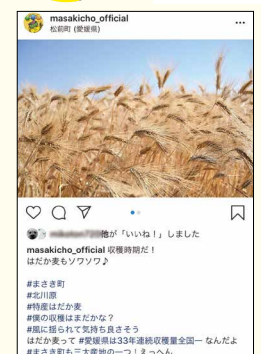 masakicho_official
松前町 (愛媛県)
他が「いいね！」しました
masakicho_official 収穫時期だ！
はだか麦もソワソワ♪
#まさき町
#北川原
#特産はだか麦
#僕の収穫はまだかな？
#風に揺られて気持ち良さそう
はだか麦って #愛媛県は33年連続収穫量全国一 なんだよ
#まさき町も三大産地の一つ！えっへん